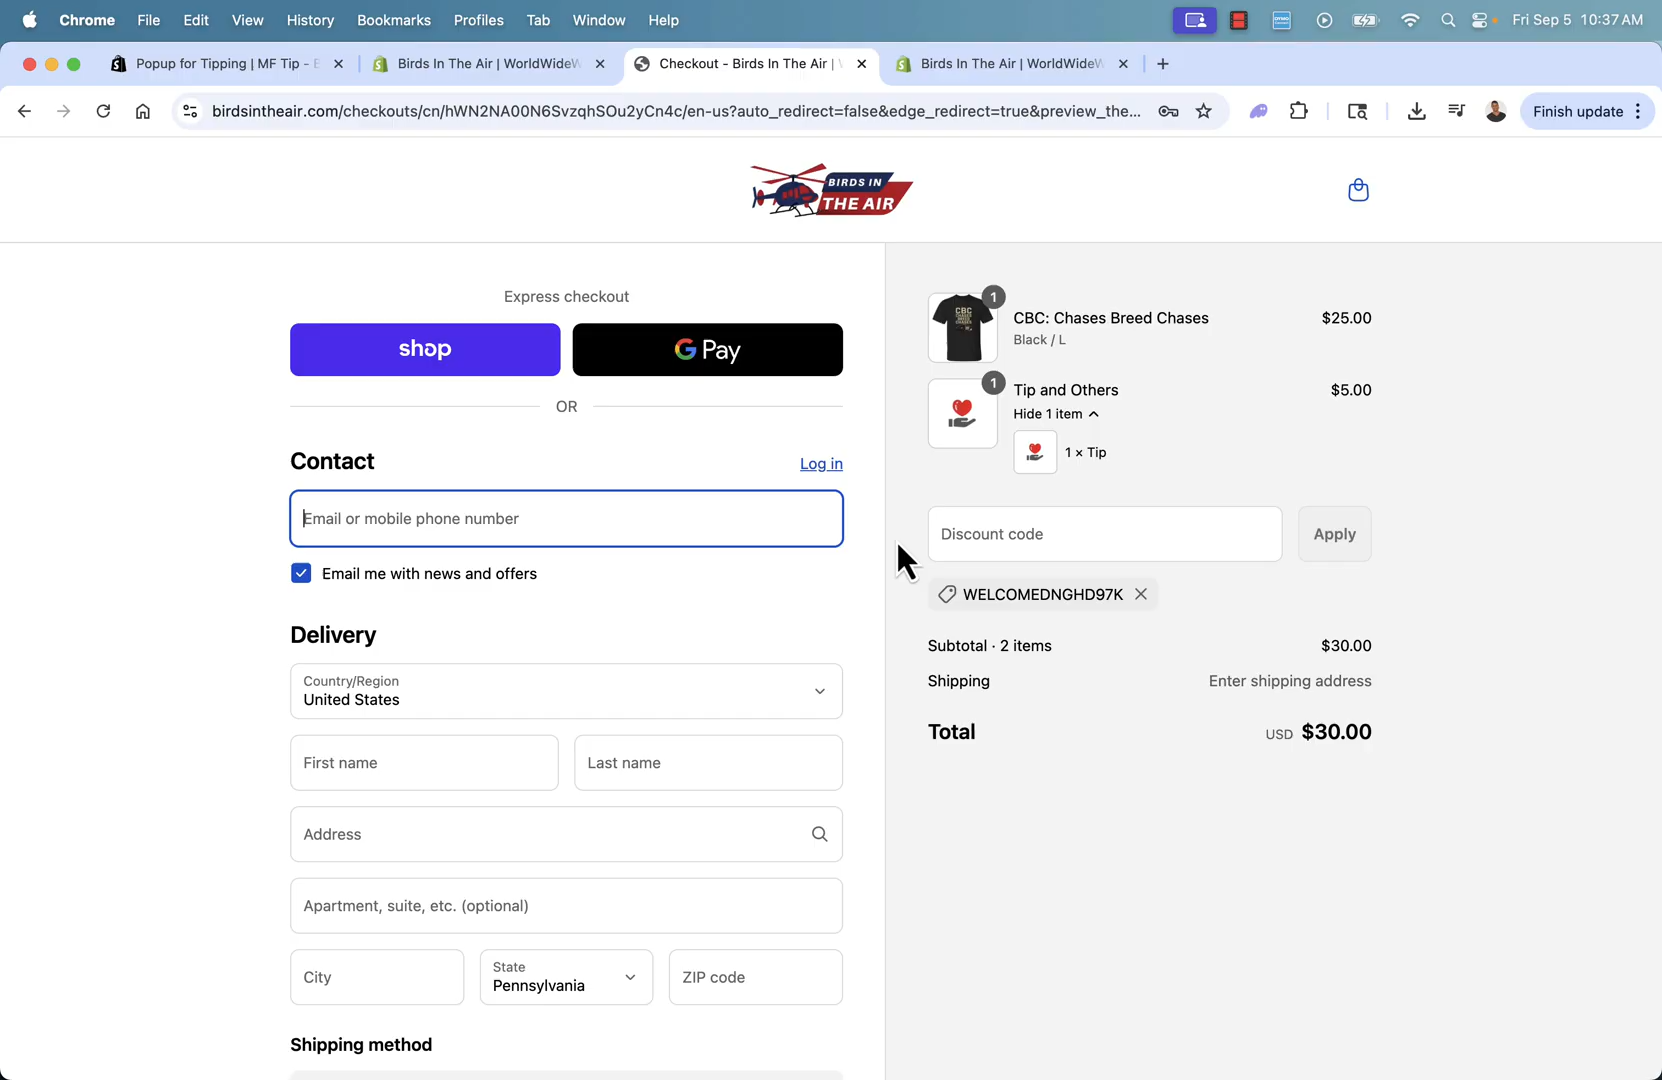 Chrome File Edit View History Bookmarks Profiles Tab Window Help Fri Sep 5 10:37 AM
Popup for Tipping | MF Tip - Birds In The Air | WorldWideW Checkout - Birds In The Air | Birds In The Air | WorldWideW
birdsintheair.com/checkouts/cn/hWN2NA00N6SvzqhSOu2yCn4c/en-us?auto_redirect=false&edge_redirect=true&preview_the... Finish update
BIRDS IN
THE AIR
Express checkout
shop
G Pay
OR
Contact
Log in
Email or mobile phone number
Email me with news and offers
Delivery
Country/Region
United States
First name
Last name
Address
Apartment, suite, etc. (optional)
City
State
Pennsylvania
ZIP code
Shipping method
1
CBC: Chases Breed Chases $25.00
Black / L
1
Tip and Others $5.00
Hide 1 item
1 × Tip
Discount code
Apply
WELCOMEDNGHD97K
Subtotal · 2 items $30.00
Shipping Enter shipping address
Total USD $30.00